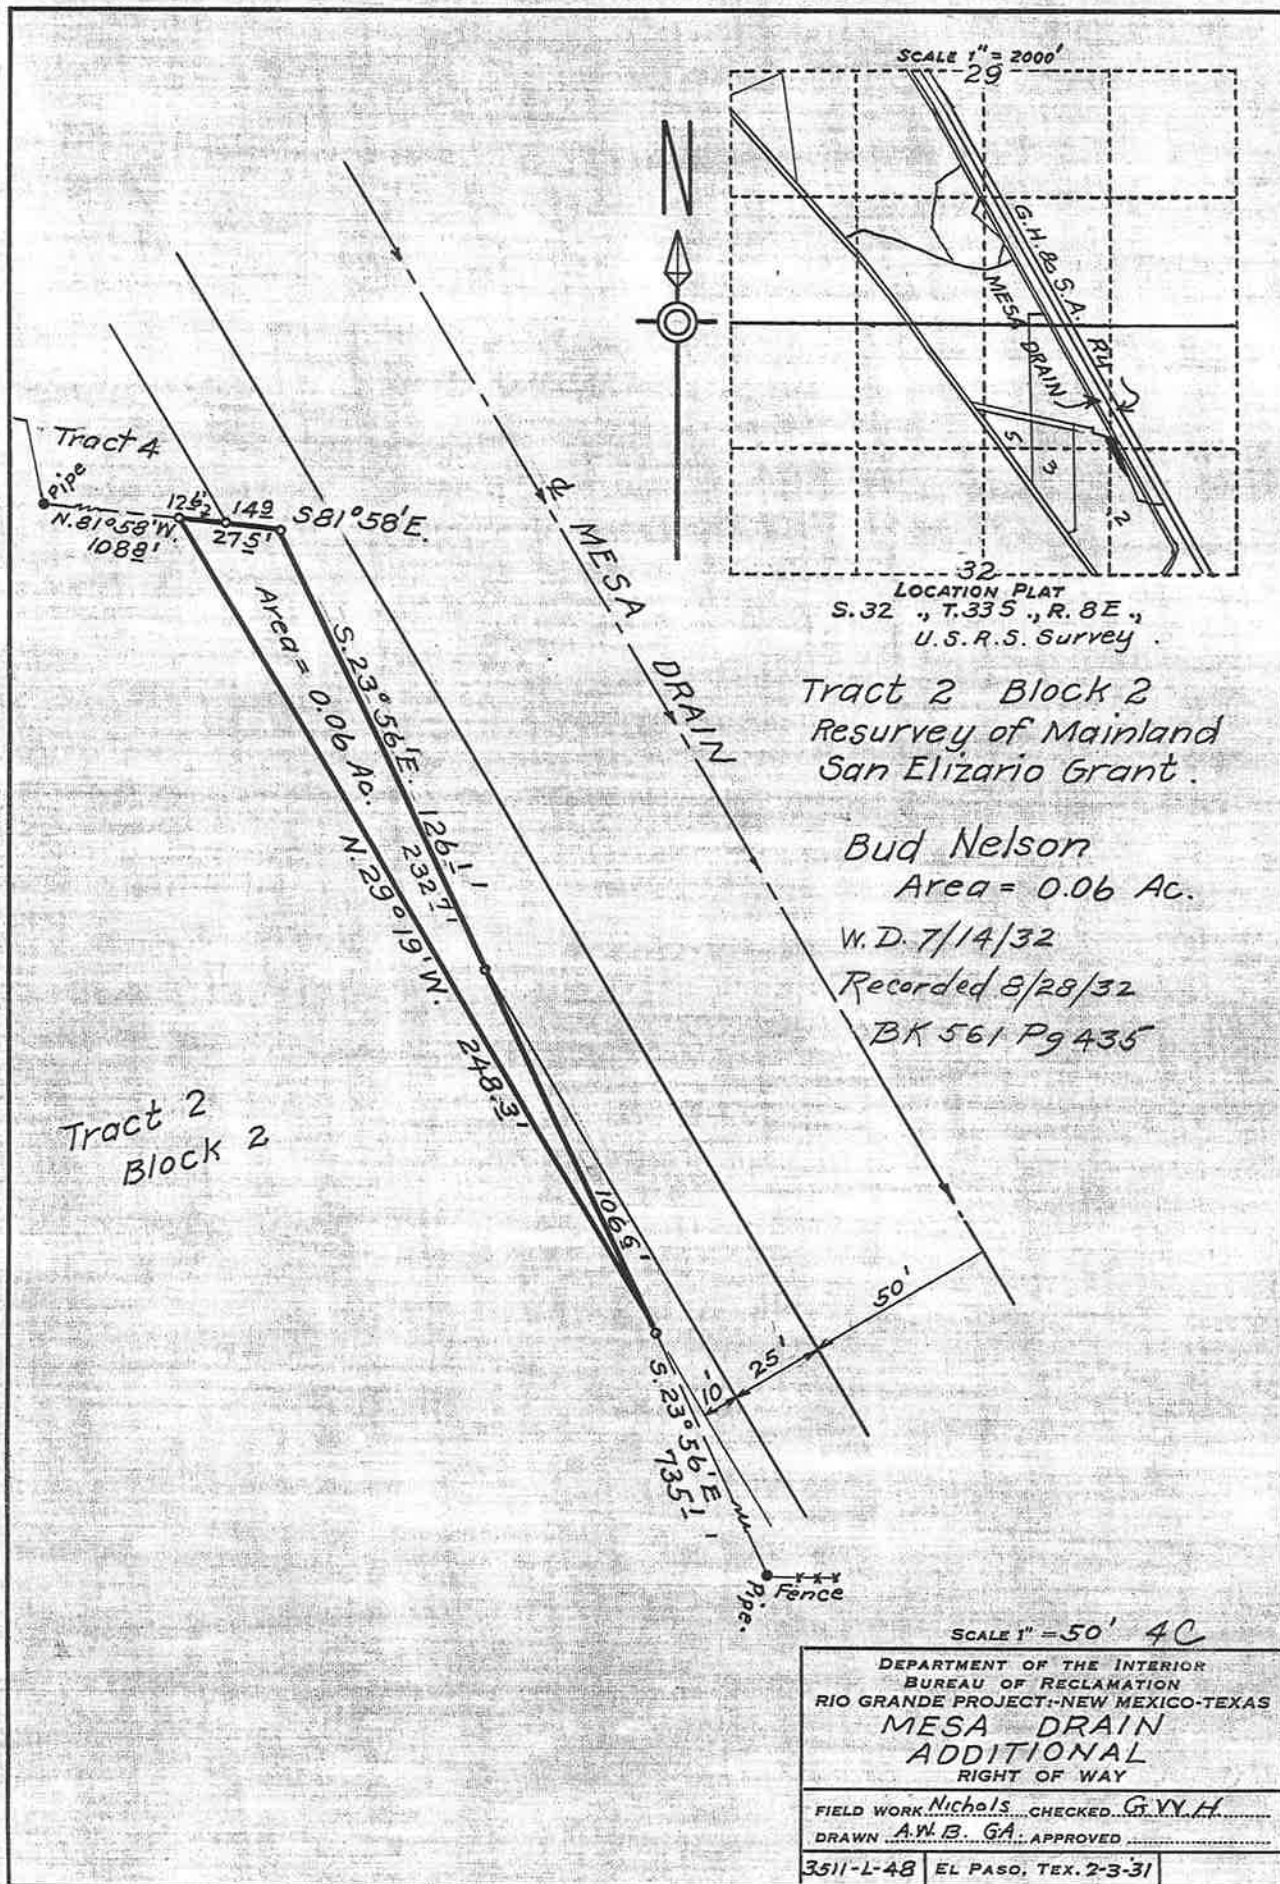 SCALE 1" = 2000'
29
N
G.H. & S.A. RY
MESA DRAIN
5
3
2
32
LOCATION PLAT
S.32 ., T.33S ., R. 8E .,
U.S.R.S. Survey .
Tract 4
Pipe
N.81°58'W.
1088'
149
275'
S81°58'E.
Area = 0.06 Ac.
S.23°56'E. 126.1'
232.7'
N.29°19'W. 248.3'
℄ MESA DRAIN
Tract 2 Block 2
Resurvey of Mainland
San Elizario Grant .
Bud Nelson
Area = 0.06 Ac.
W.D. 7/14/32
Recorded 8/28/32
BK 561 Pg 435
Tract 2
Block 2
106.6'
50'
25'
10'
S.23°56'E
735.1'
Pipe.
Fence
SCALE 1" = 50' 4C
DEPARTMENT OF THE INTERIOR
BUREAU OF RECLAMATION
RIO GRANDE PROJECT:-NEW MEXICO-TEXAS
MESA DRAIN
ADDITIONAL
RIGHT OF WAY
FIELD WORK Nichols CHECKED G.W.H.
DRAWN A.W.B. GA. APPROVED
3511-L-48 EL PASO, TEX. 2-3-31